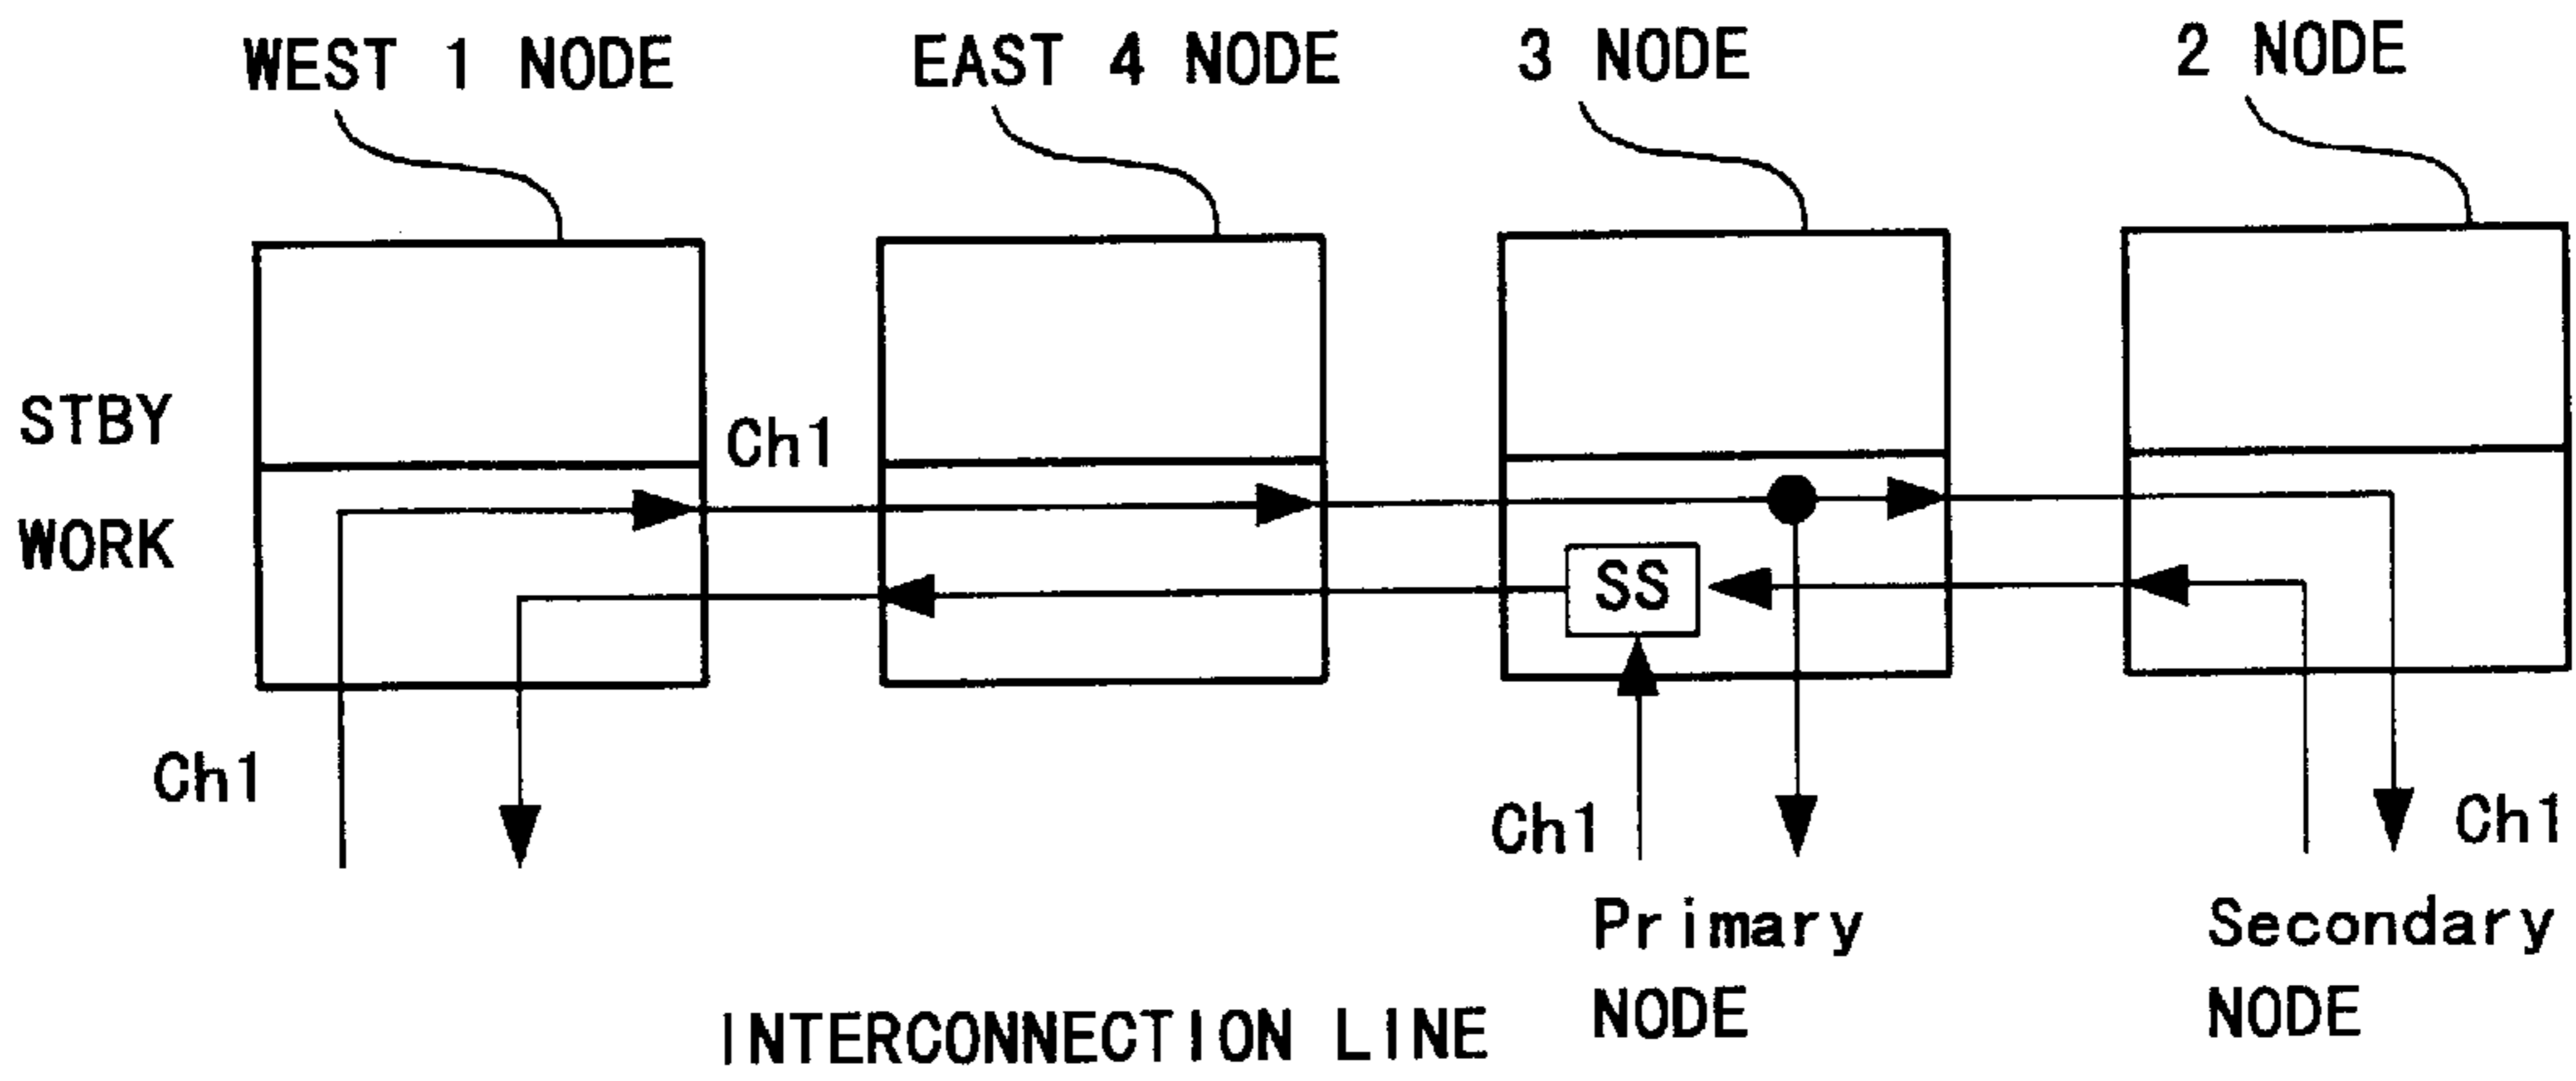 WEST 1 NODE
EAST 4 NODE
3 NODE
2 NODE
STBY
Ch1
WORK
SS
Ch1
Ch1
Ch1
Primary
NODE
Secondary
NODE
INTERCONNECTION LINE